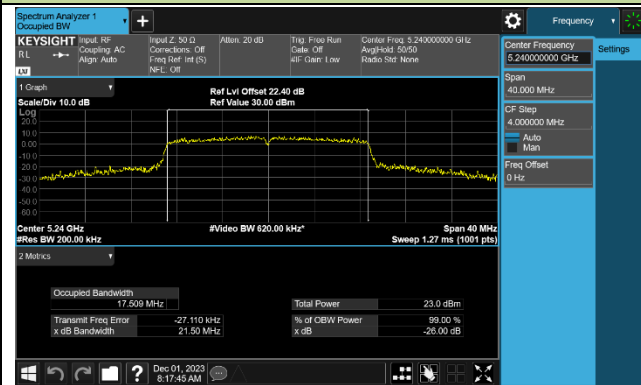 Spectrum Analyzer 1
Occupied BW
Frequency
KEYSIGHT
RL
LXI
Input: RF
Coupling: AC
Align: Auto
Input Z: 50 Ω
Corrections: Off
Freq Ref: Int (S)
NFE: Off
Atten: 20 dB
Trig: Free Run
Gate: Off
#IF Gain: Low
Center Freq: 5.240000000 GHz
Avg|Hold: 50/50
Radio Std: None
Center Frequency
5.240000000 GHz
Settings
Span
40.000 MHz
CF Step
4.000000 MHz
Auto
Man
Freq Offset
0 Hz
1 Graph
Scale/Div 10.0 dB
Ref Lvl Offset 22.40 dB
Ref Value 30.00 dBm
Log
20.0
10.0
0.00
-10.0
-20.0
-30.0
-40.0
-50.0
-60.0
Center 5.24 GHz
#Res BW 200.00 kHz
#Video BW 620.00 kHz*
Span 40 MHz
Sweep 1.27 ms (1001 pts)
2 Metrics
Occupied Bandwidth
17.509 MHz
Total Power 23.0 dBm
Transmit Freq Error -27.110 kHz
% of OBW Power 99.00 %
x dB Bandwidth 21.50 MHz
x dB -26.00 dB
?
Dec 01, 2023
8:17:45 AM